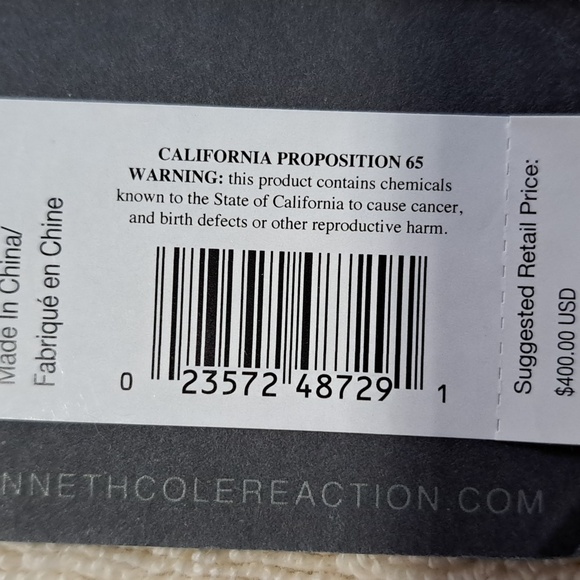 CALIFORNIA PROPOSITION 65
WARNING: this product contains chemicals
known to the State of California to cause cancer,
and birth defects or other reproductive harm.
0 23572 48729 1
Made In China/
Fabriqué en Chine
Suggested Retail Price:
$400.00 USD
NNETHCOLEREACTION.COM